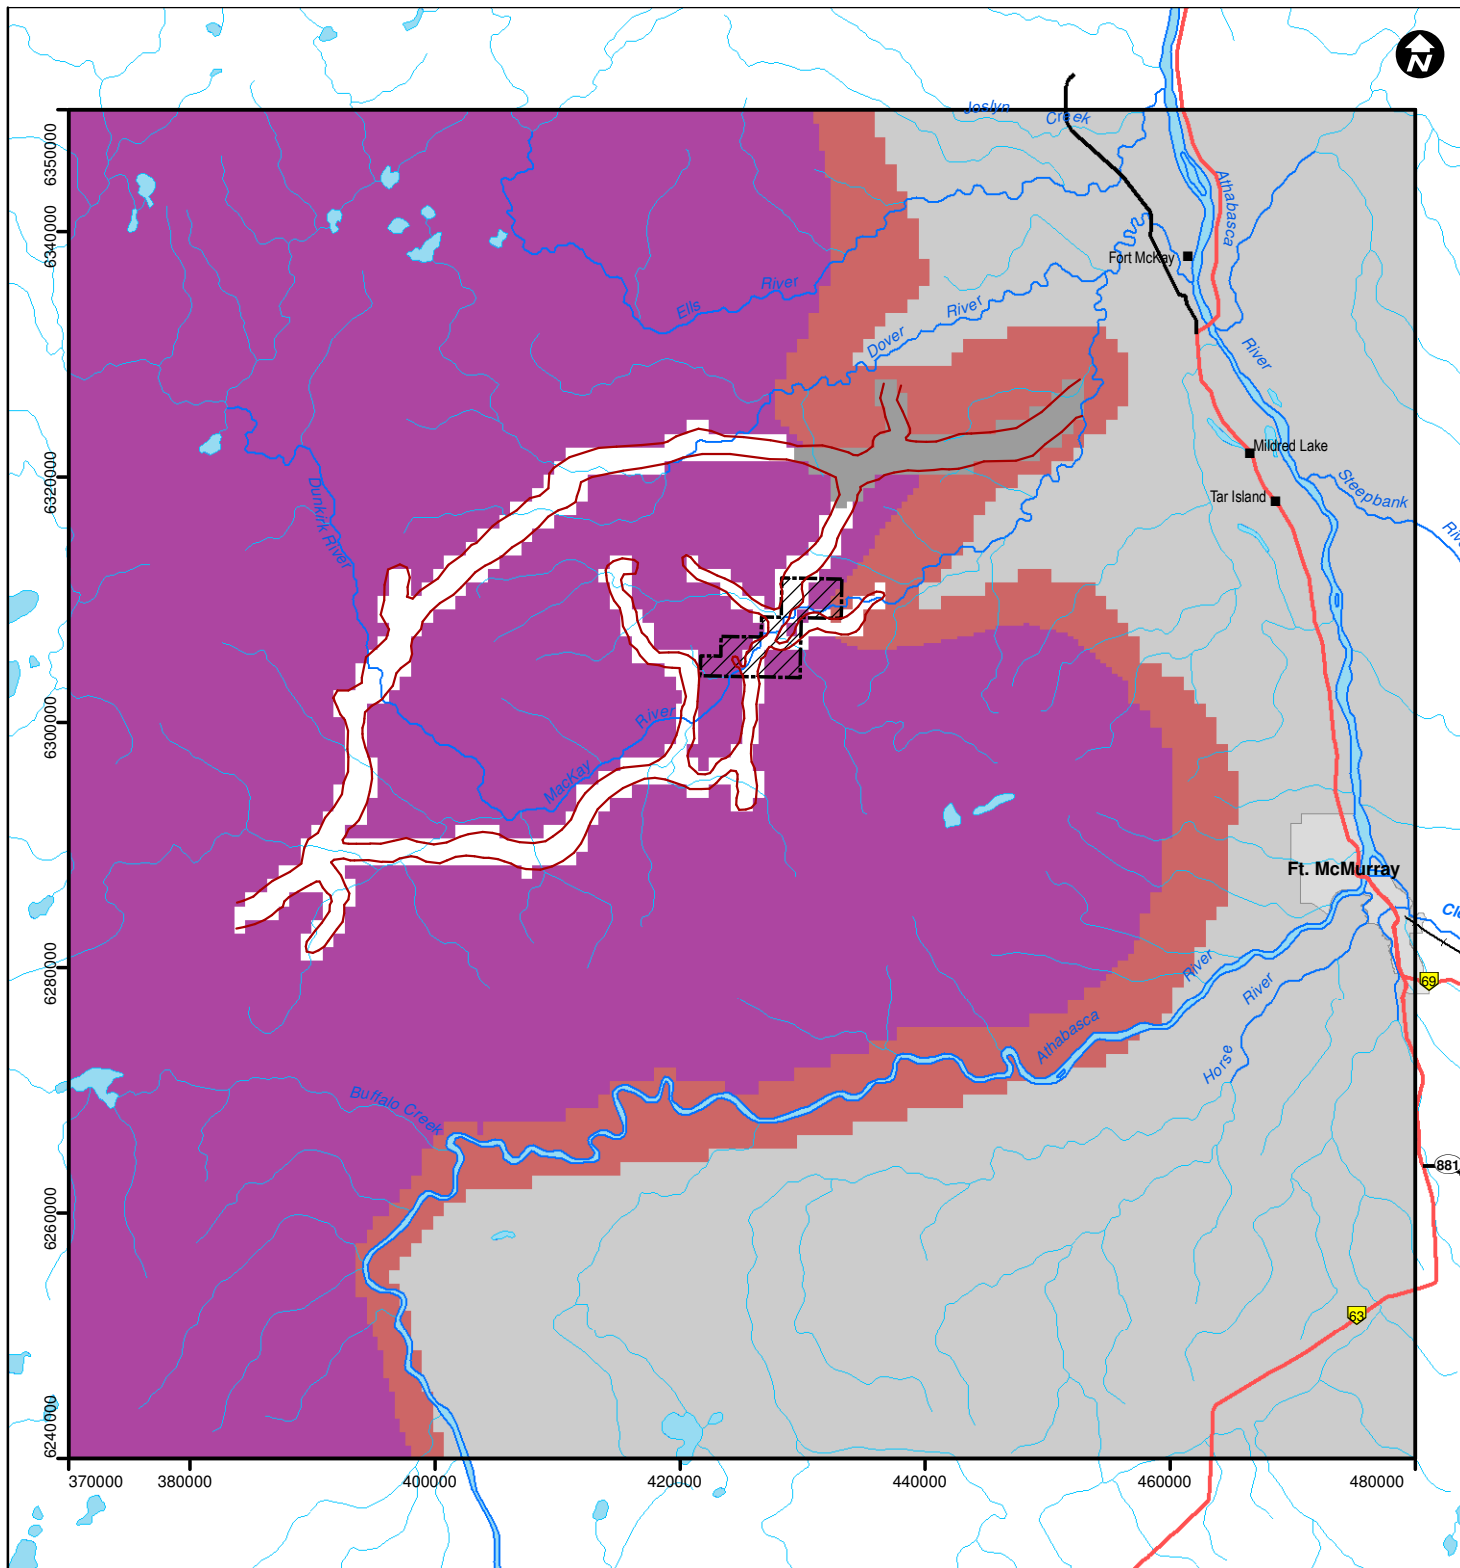 N
Joslyn
Creek
6350000
Athabasca
6340000
Fort McKay
Ells
River
Dover
River
River
Mildred Lake
Tar Island
Steepbank
6320000
Dunkirk River
6300000
MacKay
River
Ft. McMurray
6280000
River
River
69
Athabasca
Horse
Buffalo Creek
881
6260000
63
6240000
370000 380000 400000 420000 440000 460000 480000